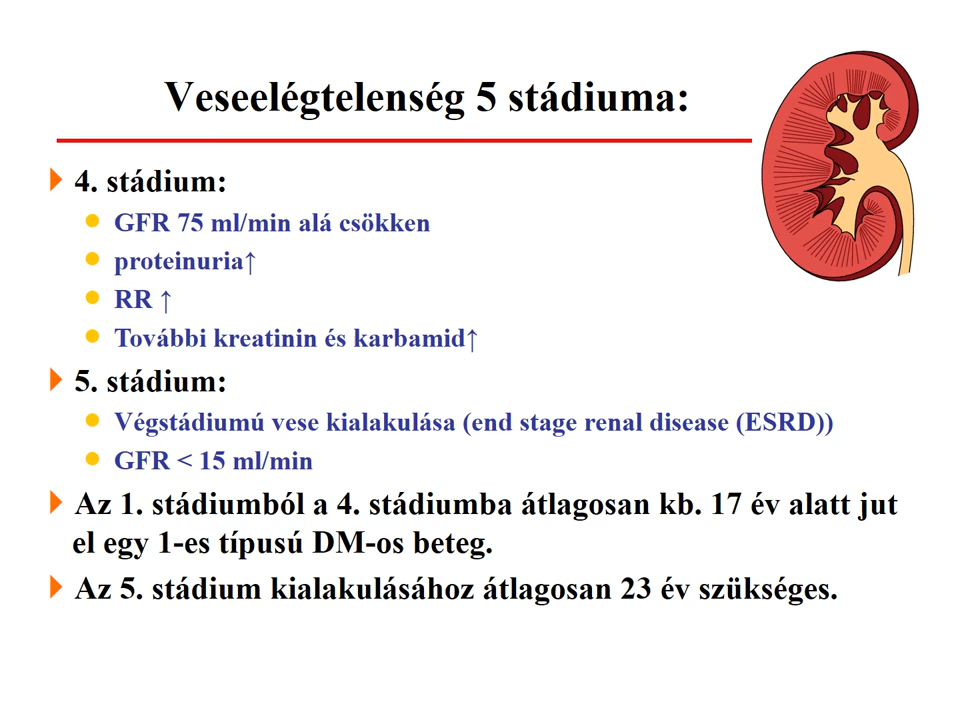 Veseelégtelenség 5 stádiuma:
4. stádium:
GFR 75 ml/min alá csökken
proteinuria↑
RR ↑
További kreatinin és karbamid↑
5. stádium:
Végstádiumú vese kialakulása (end stage renal disease (ESRD))
GFR < 15 ml/min
Az 1. stádiumból a 4. stádiumba átlagosan kb. 17 év alatt jut
el egy 1-es típusú DM-os beteg.
Az 5. stádium kialakulásához átlagosan 23 év szükséges.